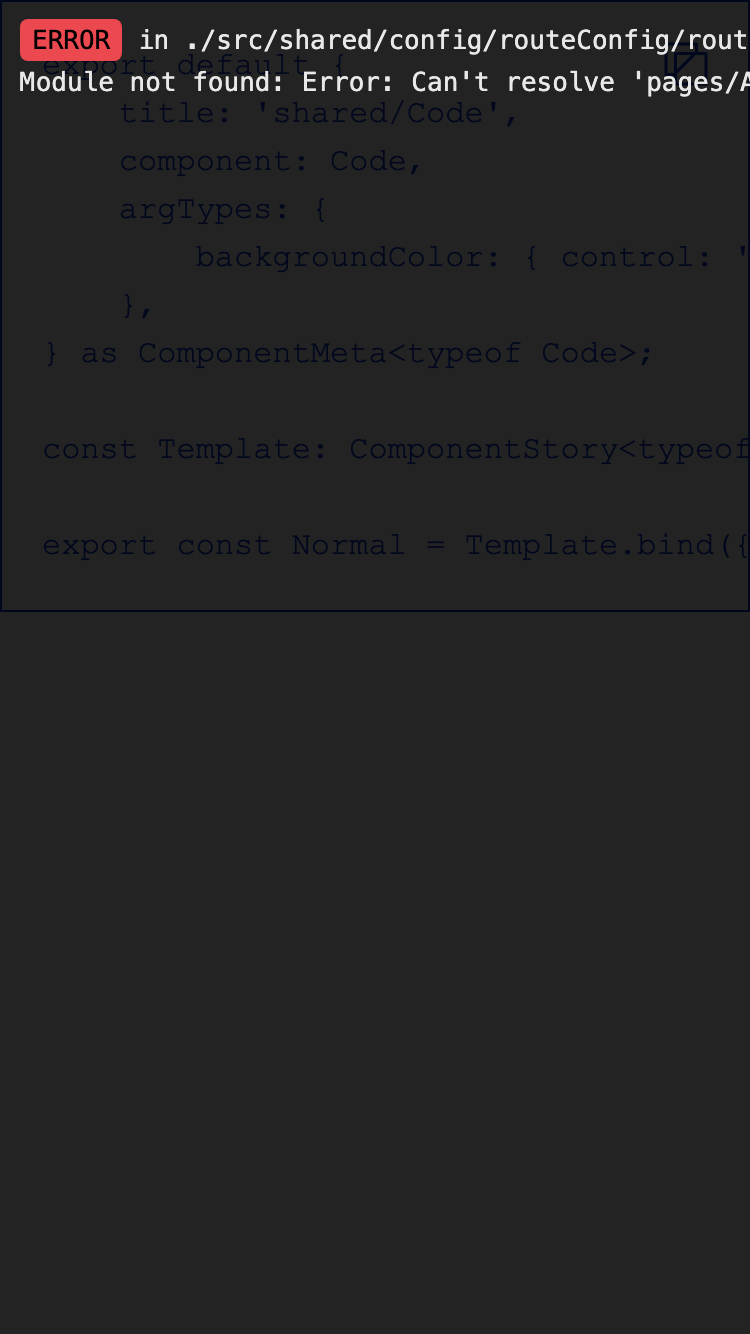 ERROR in ./src/shared/config/routeConfig/rout
export default {
Module not found: Error: Can't resolve 'pages/A
title: 'shared/Code',
component: Code,
argTypes: {
backgroundColor: { control: '
},
} as ComponentMeta<typeof Code>;
const Template: ComponentStory<typeof
export const Normal = Template.bind({